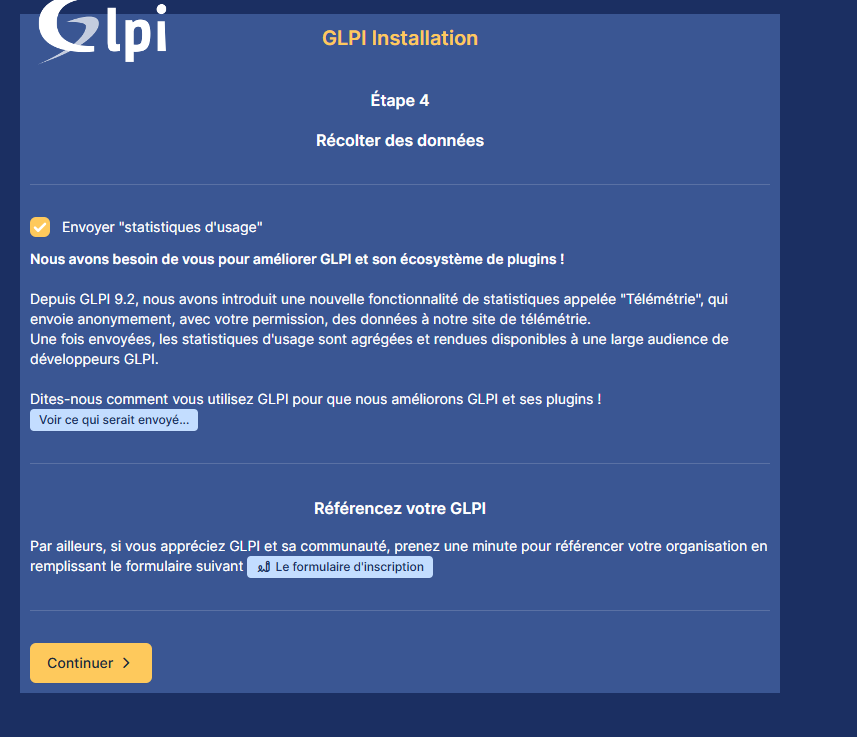 Glpi
GLPI Installation
Étape 4
Récolter des données
Envoyer "statistiques d'usage"
Nous avons besoin de vous pour améliorer GLPI et son écosystème de plugins !
Depuis GLPI 9.2, nous avons introduit une nouvelle fonctionnalité de statistiques appelée "Télémétrie", qui
envoie anonymement, avec votre permission, des données à notre site de télémétrie.
Une fois envoyées, les statistiques d'usage sont agrégées et rendues disponibles à une large audience de
développeurs GLPI.
Dites-nous comment vous utilisez GLPI pour que nous améliorons GLPI et ses plugins !
Voir ce qui serait envoyé...
Référencez votre GLPI
Par ailleurs, si vous appréciez GLPI et sa communauté, prenez une minute pour référencer votre organisation en
remplissant le formulaire suivant Le formulaire d'inscription
Continuer